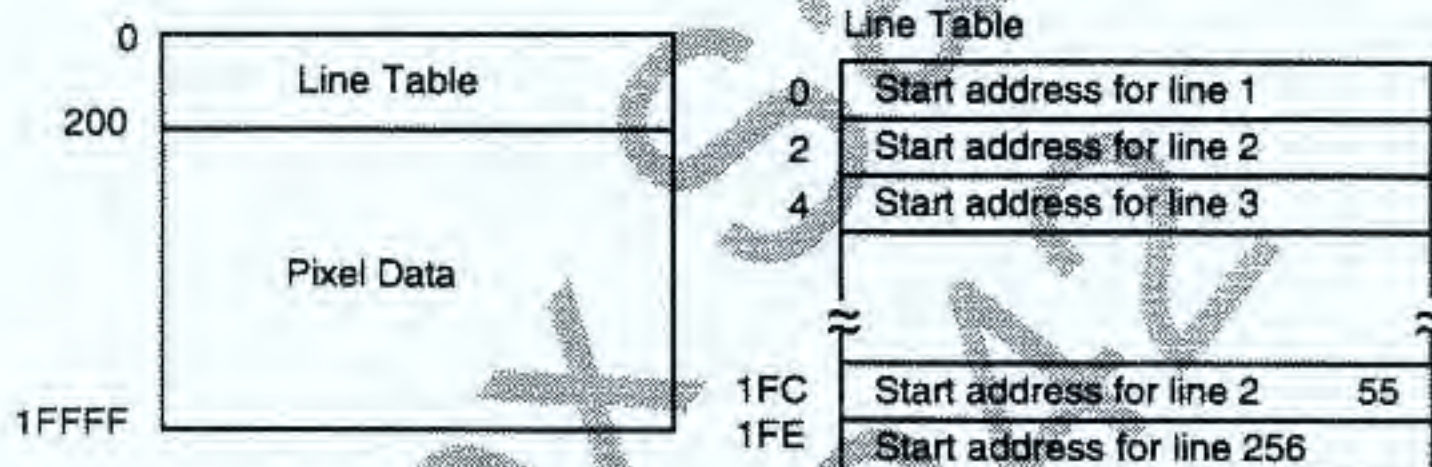 0
Line Table
200
Pixel Data
1FFFF
Line Table
0 Start address for line 1
2 Start address for line 2
4 Start address for line 3
1FC Start address for line 2 55
1FE Start address for line 256